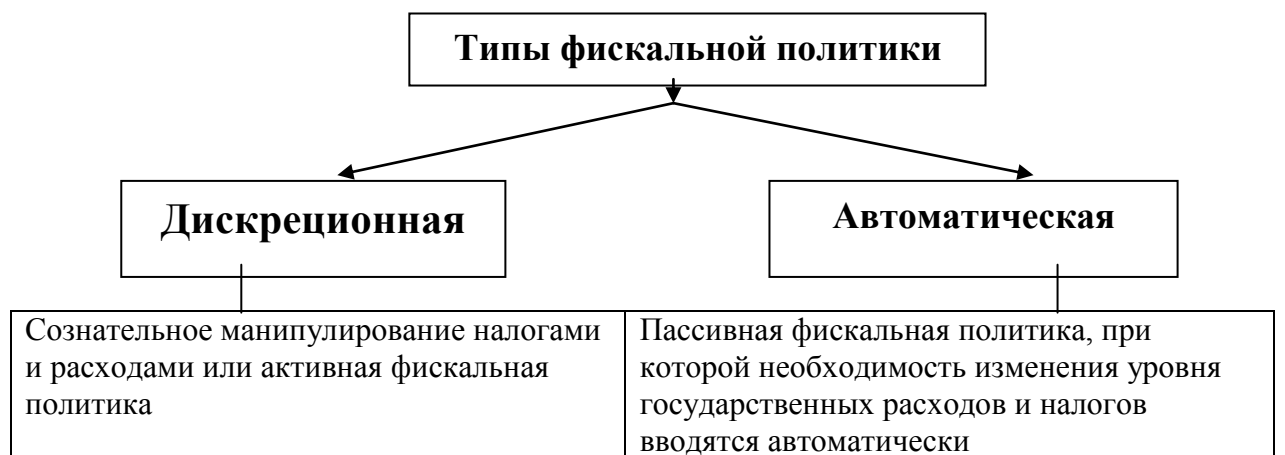 Типы фискальной политики
Дискреционная
Автоматическая
Сознательное манипулирование налогами
и расходами или активная фискальная
политика
Пассивная фискальная политика, при
которой необходимость изменения уровня
государственных расходов и налогов
вводятся автоматически